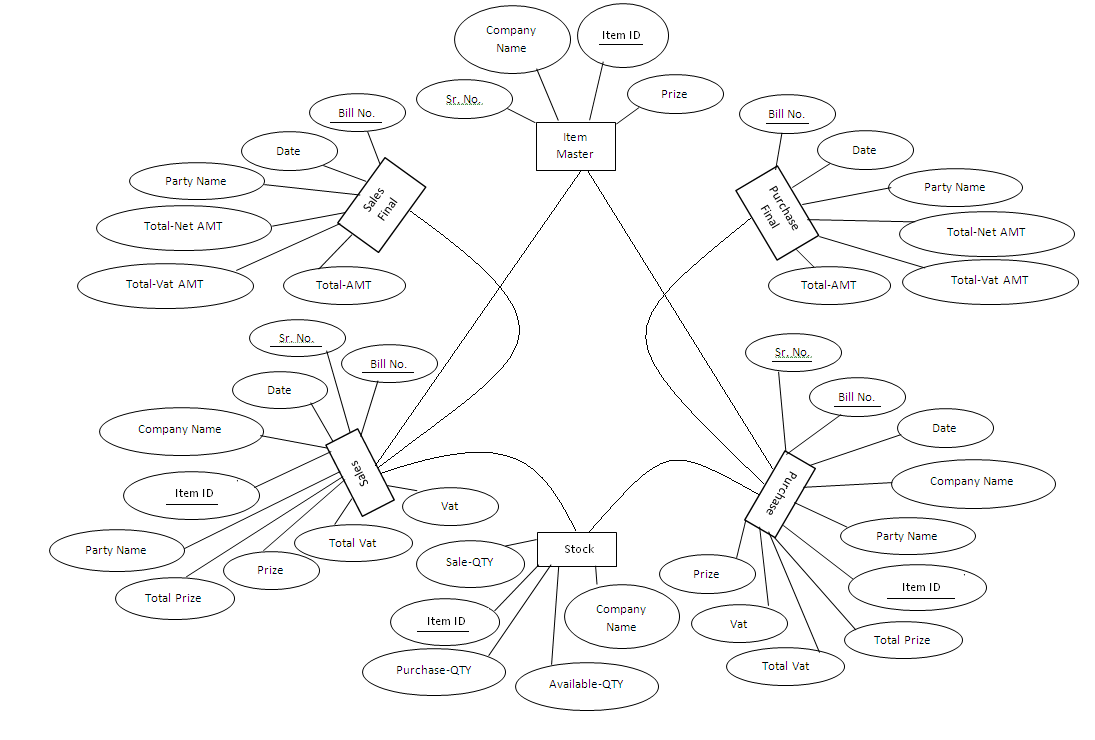 Company
Name
Item ID
Sr. No.
Prize
Item
Master
Bill No.
Date
Party Name
Total-Net AMT
Total-Vat AMT
Total-AMT
Sales
Final
Bill No.
Date
Party Name
Total-Net AMT
Total-Vat AMT
Total-AMT
Purchase
Final
Sr. No.
Bill No.
Date
Company Name
Item ID
Party Name
Total Prize
Prize
Total Vat
Vat
Sales
Sr. No.
Bill No.
Date
Company Name
Party Name
Item ID
Total Prize
Total Vat
Vat
Prize
Purchase
Stock
Sale-QTY
Item ID
Purchase-QTY
Available-QTY
Company
Name